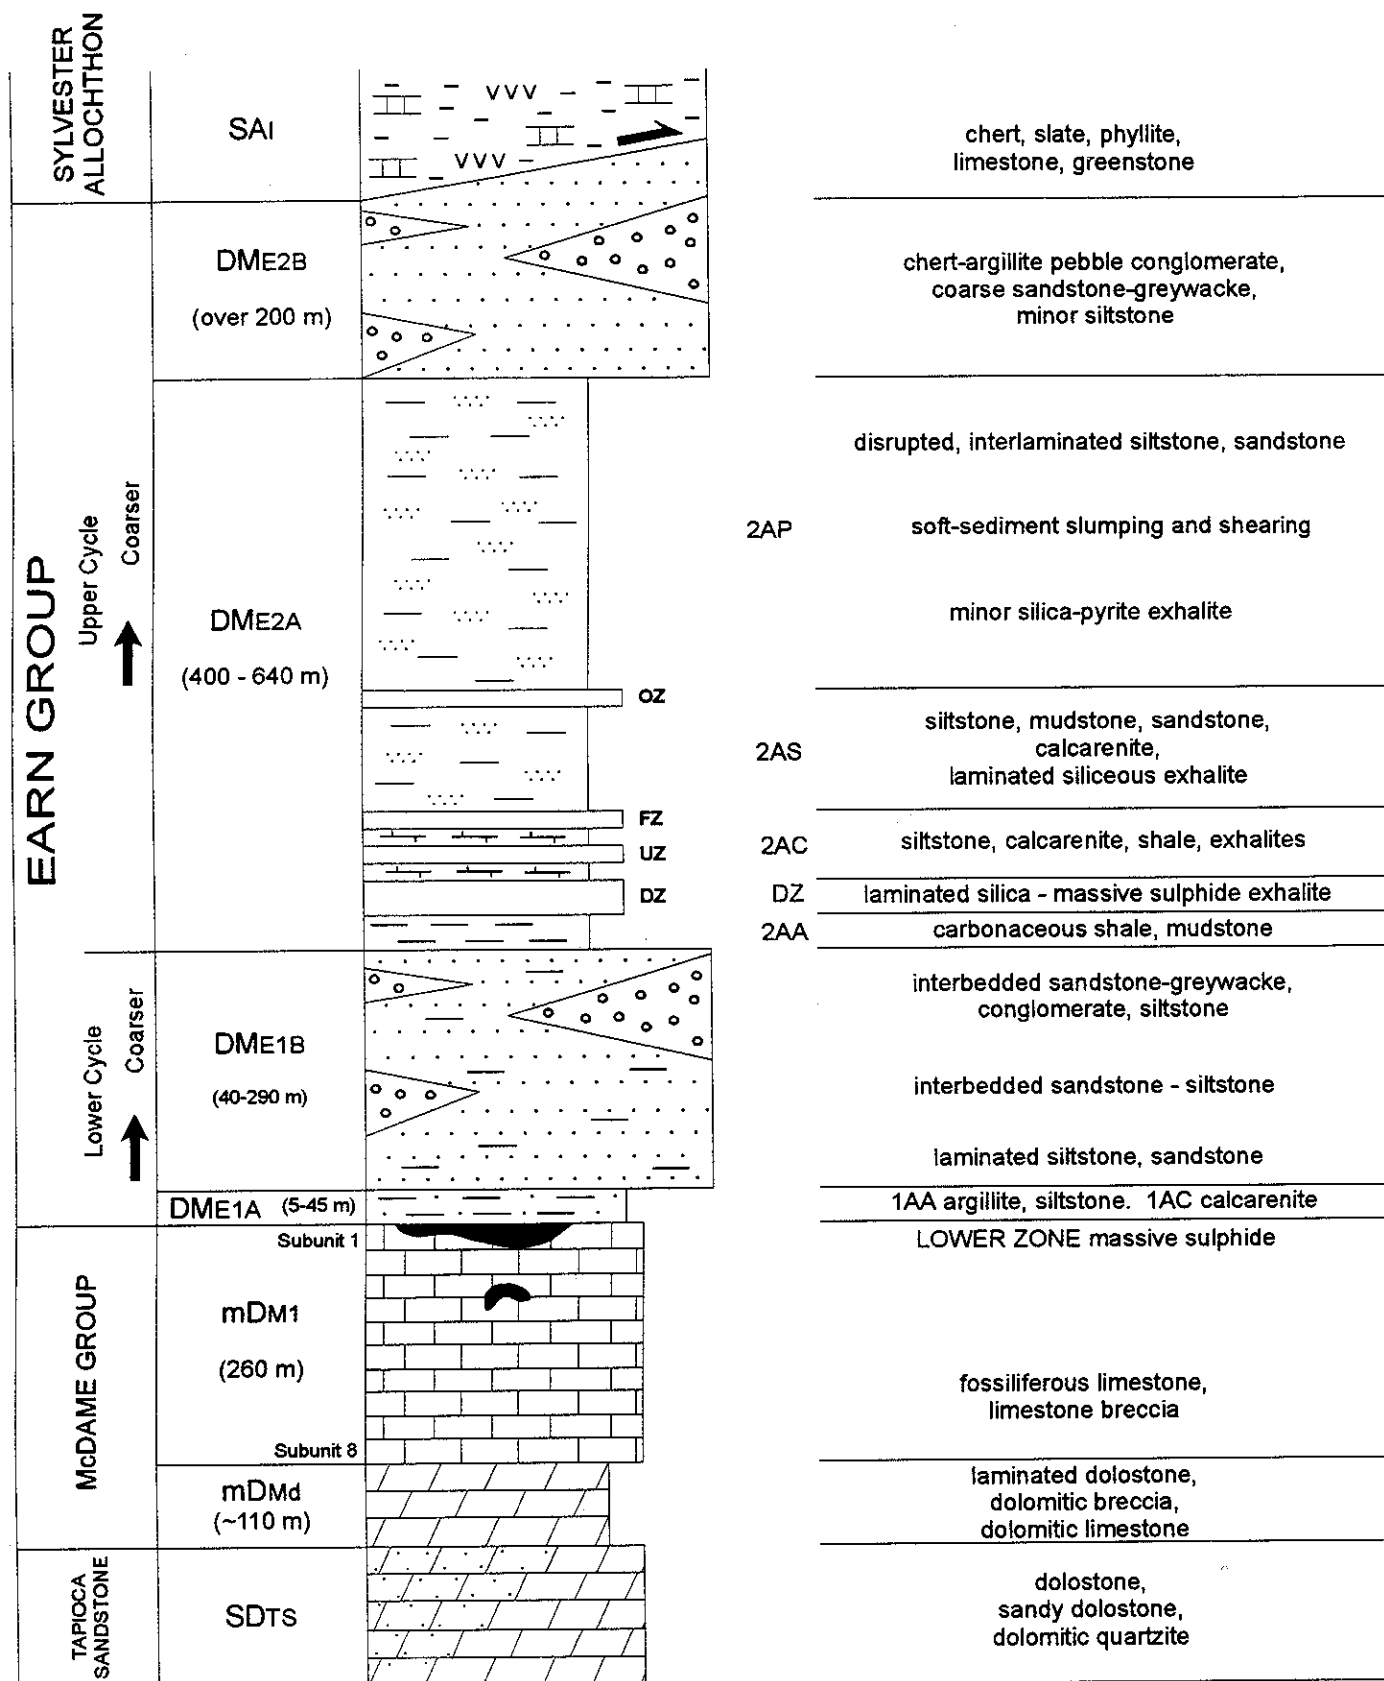 SYLVESTER
ALLOCHTHON
SAI
VVV
VVV
chert, slate, phyllite,
limestone, greenstone
EARN GROUP
Upper Cycle
Coarser
DME2B
(over 200 m)
chert-argillite pebble conglomerate,
coarse sandstone-greywacke,
minor siltstone
DME2A
(400 - 640 m)
disrupted, interlaminated siltstone, sandstone
2AP
soft-sediment slumping and shearing
minor silica-pyrite exhalite
OZ
2AS
siltstone, mudstone, sandstone,
calcarenite,
laminated siliceous exhalite
FZ
UZ
2AC
siltstone, calcarenite, shale, exhalites
DZ
DZ
laminated silica - massive sulphide exhalite
2AA
carbonaceous shale, mudstone
Lower Cycle
Coarser
DME1B
(40-290 m)
interbedded sandstone-greywacke,
conglomerate, siltstone
interbedded sandstone - siltstone
laminated siltstone, sandstone
DME1A (5-45 m)
1AA argillite, siltstone. 1AC calcarenite
McDAME GROUP
Subunit 1
LOWER ZONE massive sulphide
mDM1
(260 m)
fossiliferous limestone,
limestone breccia
Subunit 8
mDMd
(~110 m)
laminated dolostone,
dolomitic breccia,
dolomitic limestone
TAPIOCA
SANDSTONE
SDTS
dolostone,
sandy dolostone,
dolomitic quartzite